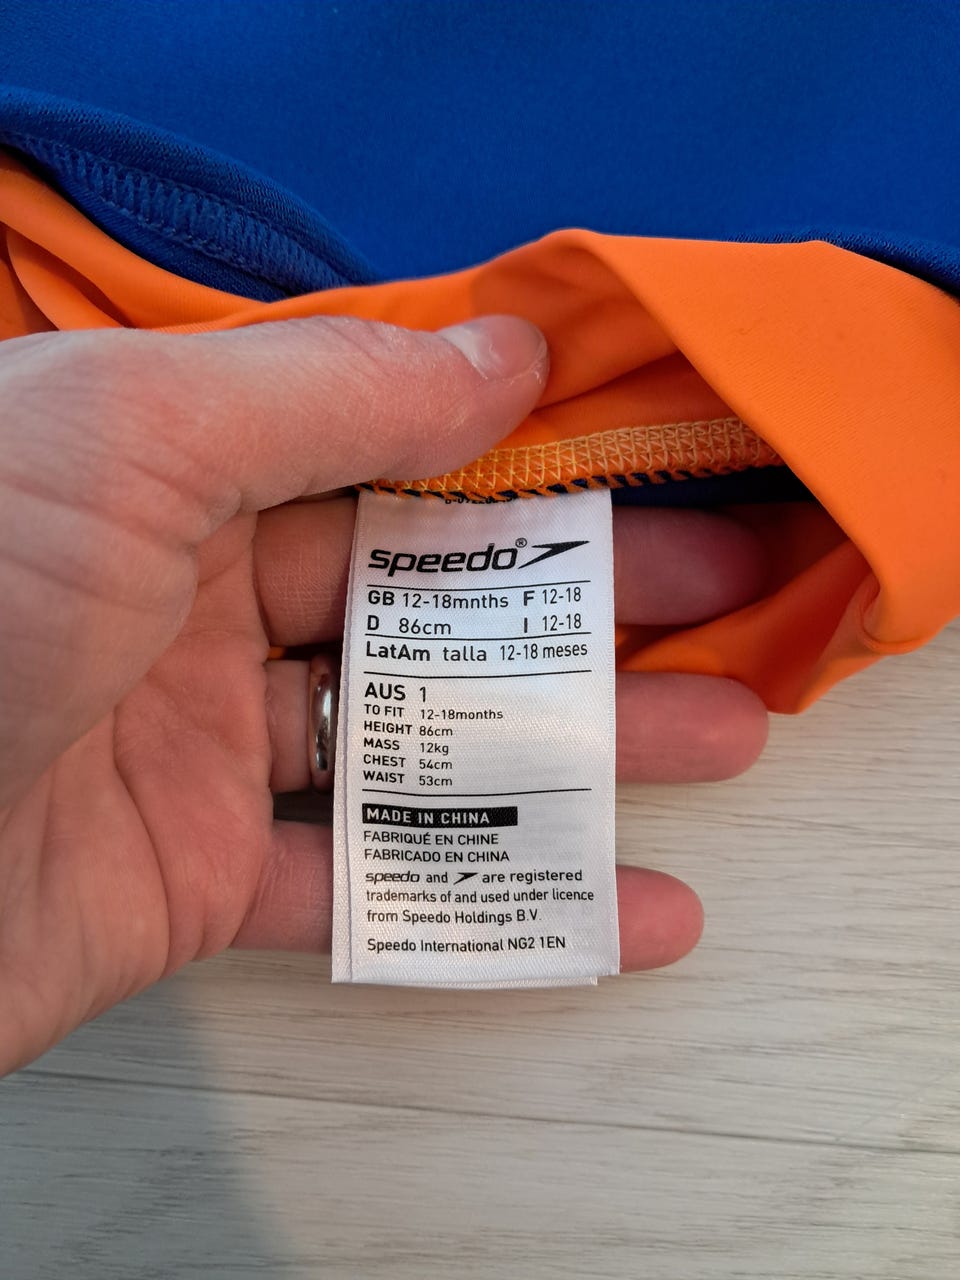 speedo®
GB 12-18mnths F 12-18
D 86cm I 12-18
LatAm talla 12-18 meses
AUS 1
TO FIT 12-18months
HEIGHT 86cm
MASS 12kg
CHEST 54cm
WAIST 53cm
MADE IN CHINA
FABRIQUÉ EN CHINE
FABRICADO EN CHINA
speedo and are registered
trademarks of and used under licence
from Speedo Holdings B.V.
Speedo International NG2 1EN